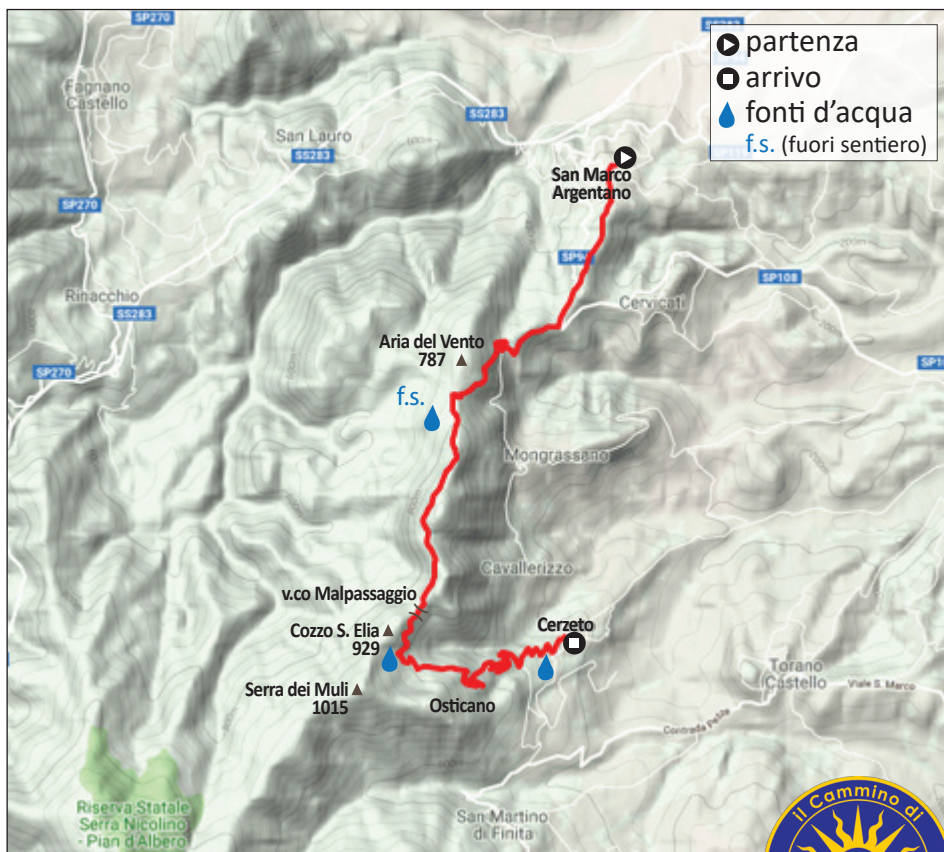 SP270
SS283
partenza
arrivo
fonti d'acqua
f.s. (fuori sentiero)
Fagnano
Castello
SS283
San Lauro
SS283
600m
San Marco
Argentano
SP270
200m
SP94
SP108
Rinacchio
SS283
Cervicati
Aria del Vento
787
SP270
f.s.
Mongrassano
Cavallerizzo
v.co Malpassaggio
Cozzo S. Elia
929
Cerzeto
Serra dei Muli
1015
Osticano
Torano
Castello
Viale S. Marco
Riserva Statale
Serra Nicolino
- Pian d'Albero
San Martino
di Finita
il Cammino di